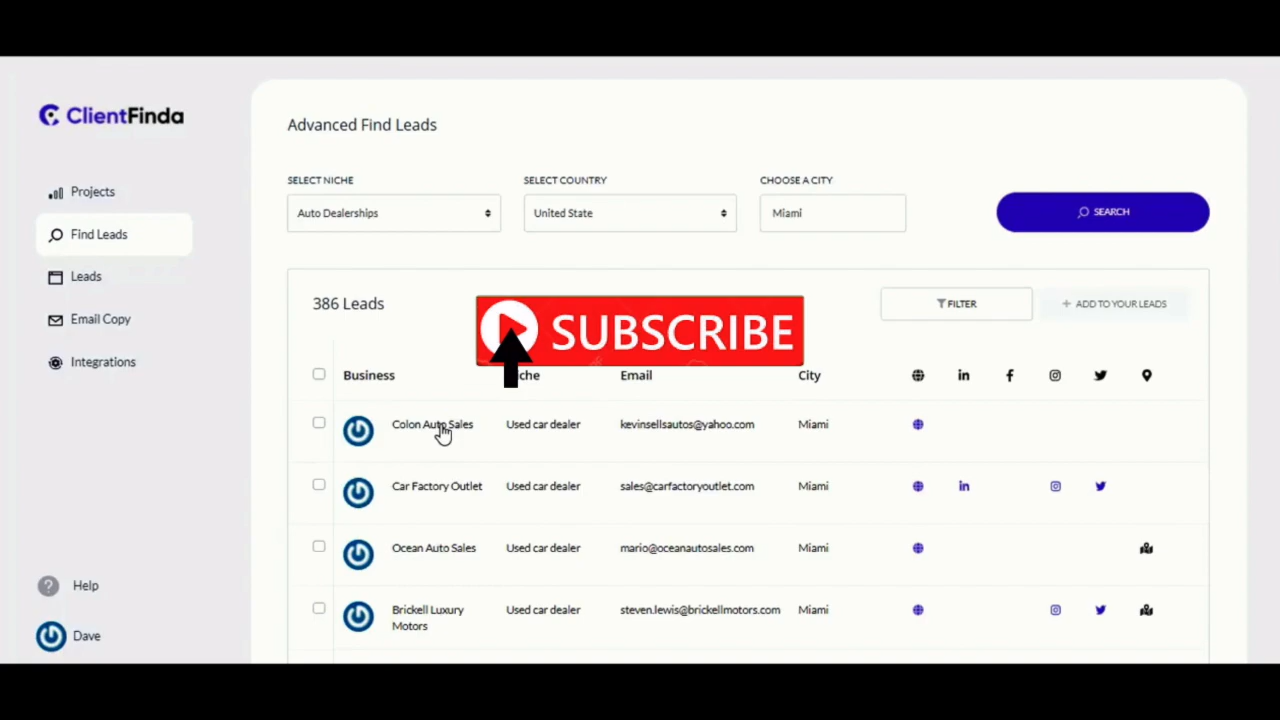 ClientFinda
Projects
Find Leads
Leads
Email Copy
Integrations
Help
Dave
Advanced Find Leads
SELECT NICHE
SELECT COUNTRY
CHOOSE A CITY
Auto Dealerships
United State
Miami
SEARCH
386 Leads
SUBSCRIBE
FILTER
+ ADD TO YOUR LEADS
Business
Email
City
Colon Auto Sales Used car dealer kevinsellsautos@yahoo.com Miami
Car Factory Outlet Used car dealer sales@carfactoryoutlet.com Miami
Ocean Auto Sales Used car dealer mario@oceanautosales.com Miami
Brickell Luxury Used car dealer steven.lewis@brickellmotors.com Miami
Motors